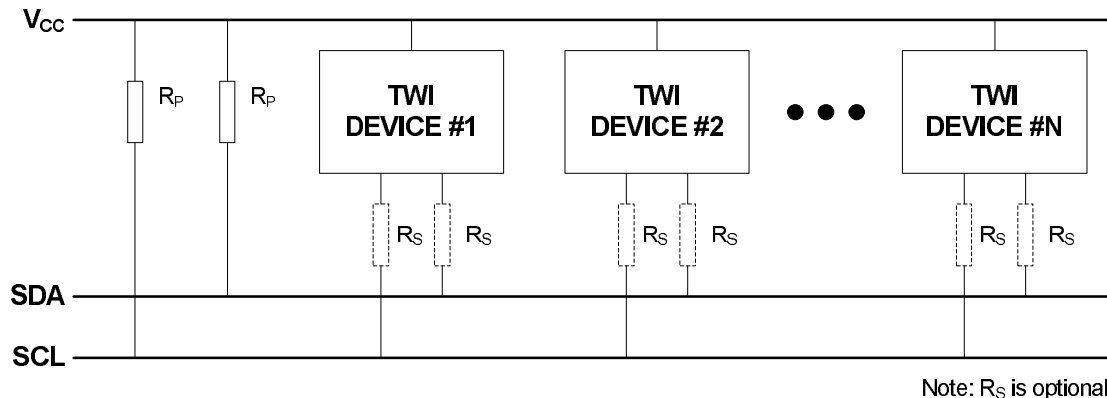 VCC
RP
RP
TWI
DEVICE #1
TWI
DEVICE #2
TWI
DEVICE #N
RS
RS
RS
RS
RS
RS
SDA
SCL
Note: RS is optional